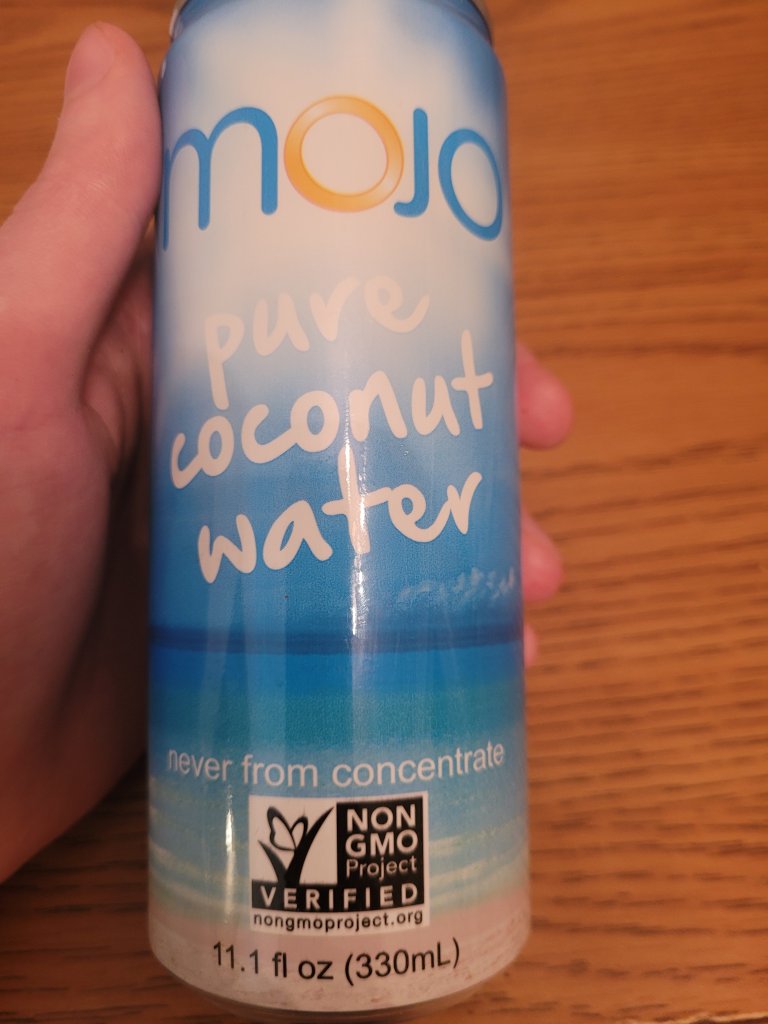 mojo
pure
coconut
water
never from concentrate
NON
GMO
Project
VERIFIED
nongmoproject.org
11.1 fl oz (330mL)